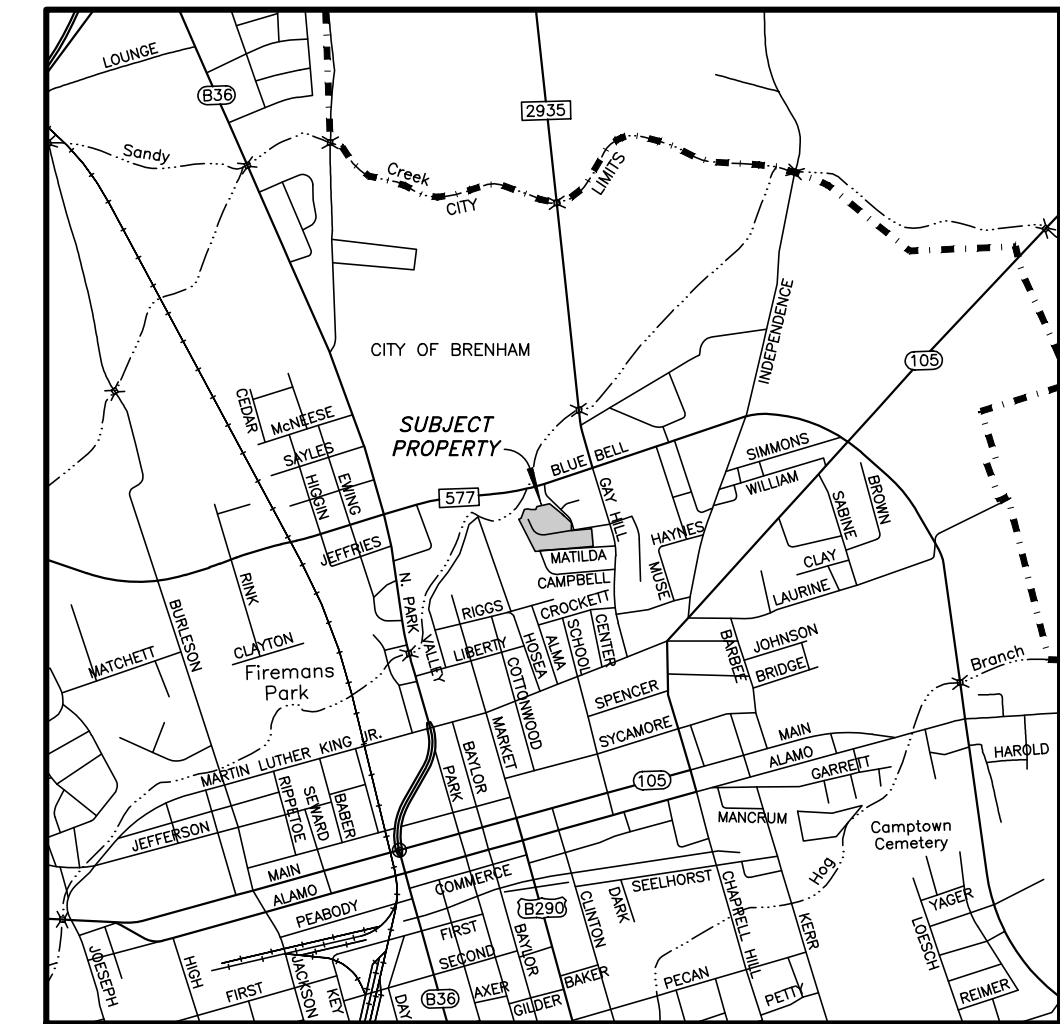 LOUNGE
B36
2935
Sandy
Creek
CITY
LIMITS
INDEPENDENCE
CITY OF BRENHAM
105
CEDAR
McNEESE
SUBJECT
PROPERTY
SAYLES
HIGGIN
EWING
BLUE BELL
SIMMONS
WILLIAM
577
GAY HILL
SABINE
BROWN
HAYNES
JEFFRIES
MATILDA
CAMPBELL
MUSE
CLAY
LAURINE
RINK
N. PARK
VALLEY
RIGGS
CROCKETT
BURLESON
CLAYTON
LIBERTY
HOSEA
ALMA
SCHOOL
CENTER
BARBEE
JOHNSON
BRIDGE
MATCHETT
Firemans
Park
COTTONWOOD
SPENCER
Branch
MARKET
SYCAMORE
MAIN
ALAMO
GARRETT
HAROLD
MARTIN LUTHER KING JR.
BAYLOR
PARK
105
RIPPETOE
SEWARD
BABER
JEFFERSON
MANCRUM
Camptown
Cemetery
MAIN
ALAMO
PEABODY
COMMERCE
SEELHORST
Hog
B290
CLINTON
DARK
CHAPPELL HILL
KERR
YAGER
LOESCH
FIRST
SECOND
BAYLOR
JOESEPH
HIGH
FIRST
JACKSON
KEY
DAY
B36
AXER
GILDER
BAKER
PECAN
PETTY
REIMER